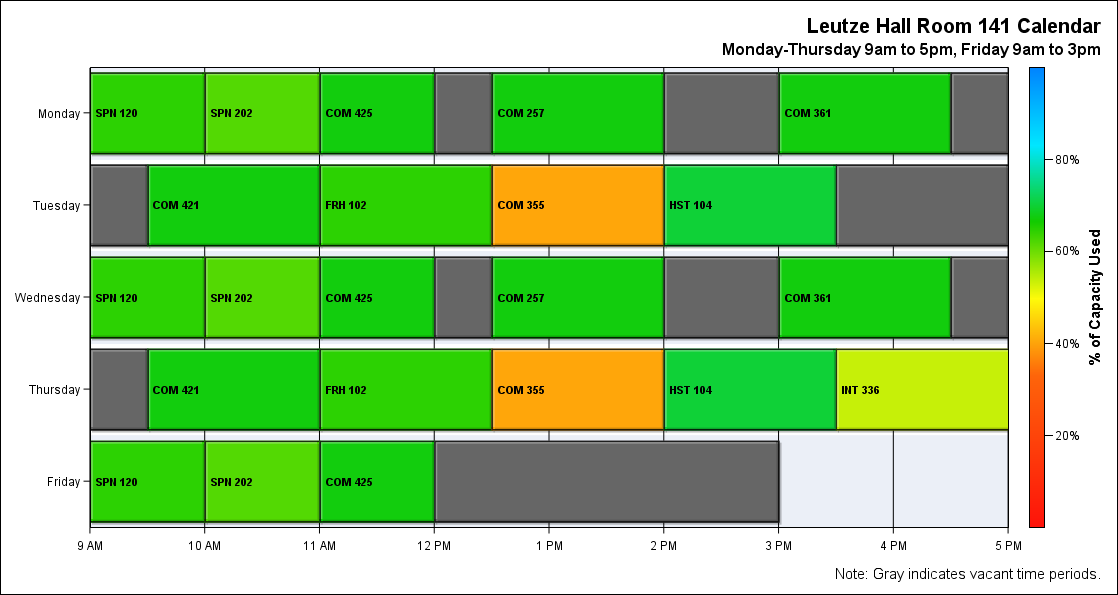 Leutze Hall Room 141 Calendar
Monday-Thursday 9am to 5pm, Friday 9am to 3pm
Monday
SPN 120
SPN 202
COM 425
COM 257
COM 361
Tuesday
COM 421
FRH 102
COM 355
HST 104
Wednesday
SPN 120
SPN 202
COM 425
COM 257
COM 361
Thursday
COM 421
FRH 102
COM 355
HST 104
INT 336
Friday
SPN 120
SPN 202
COM 425
9 AM
10 AM
11 AM
12 PM
1 PM
2 PM
3 PM
4 PM
5 PM
80%
60%
40%
20%
% of Capacity Used
Note: Gray indicates vacant time periods.